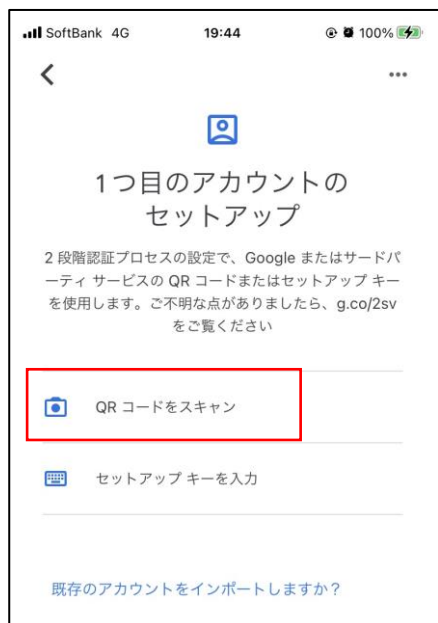 SoftBank 4G 19:44 100%
1つ目のアカウントの
セットアップ
2 段階認証プロセスの設定で、Google またはサードパ
ーティ サービスの QR コードまたはセットアップ キー
を使用します。ご不明な点がありましたら、g.co/2sv
をご覧ください
QR コードをスキャン
セットアップ キーを入力
既存のアカウントをインポートしますか？